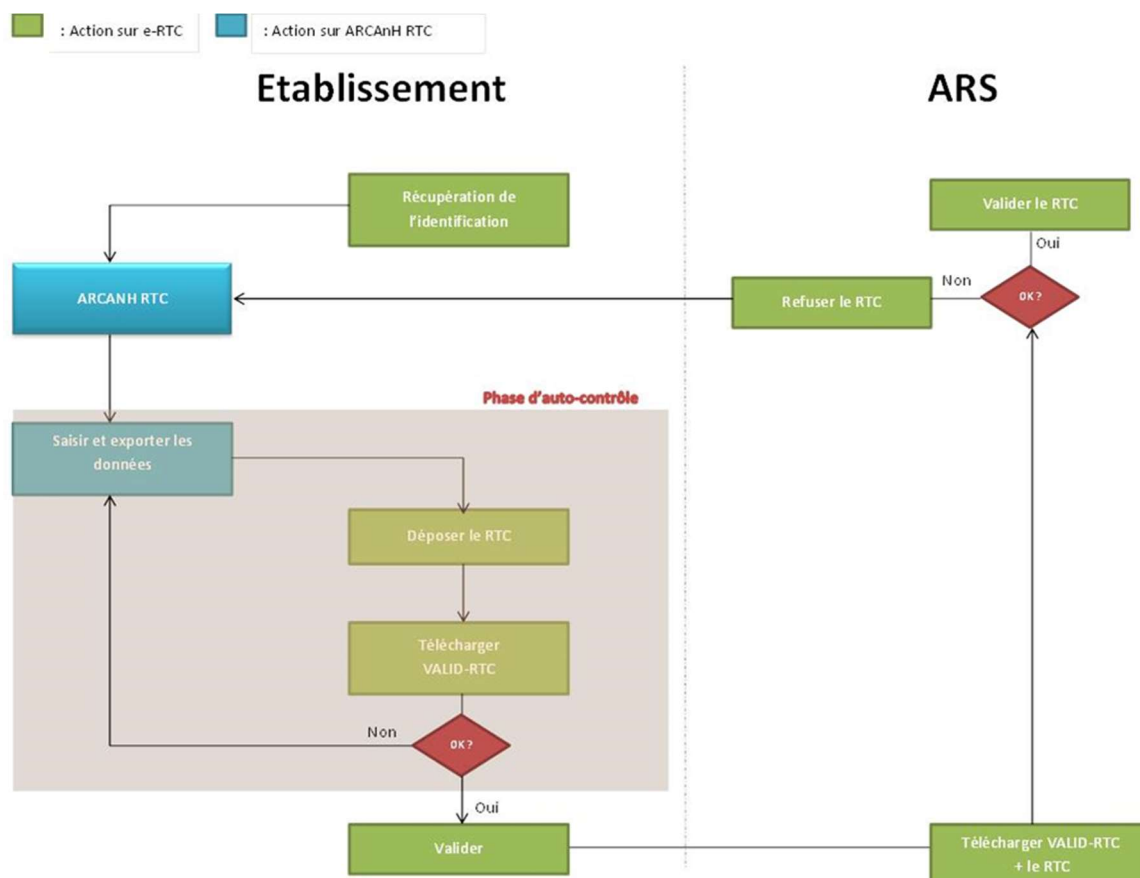 : Action sur e-RTC
: Action sur ARCAnH RTC
Etablissement
ARS
Récupération de
l'identification
Valider le RTC
Oui
ARCANH RTC
Refuser le RTC
Non
OK ?
Phase d'auto-contrôle
Saisir et exporter les
données
Déposer le RTC
Télécharger
VALID-RTC
Non
OK ?
Oui
Valider
Télécharger VALID-RTC
+ le RTC